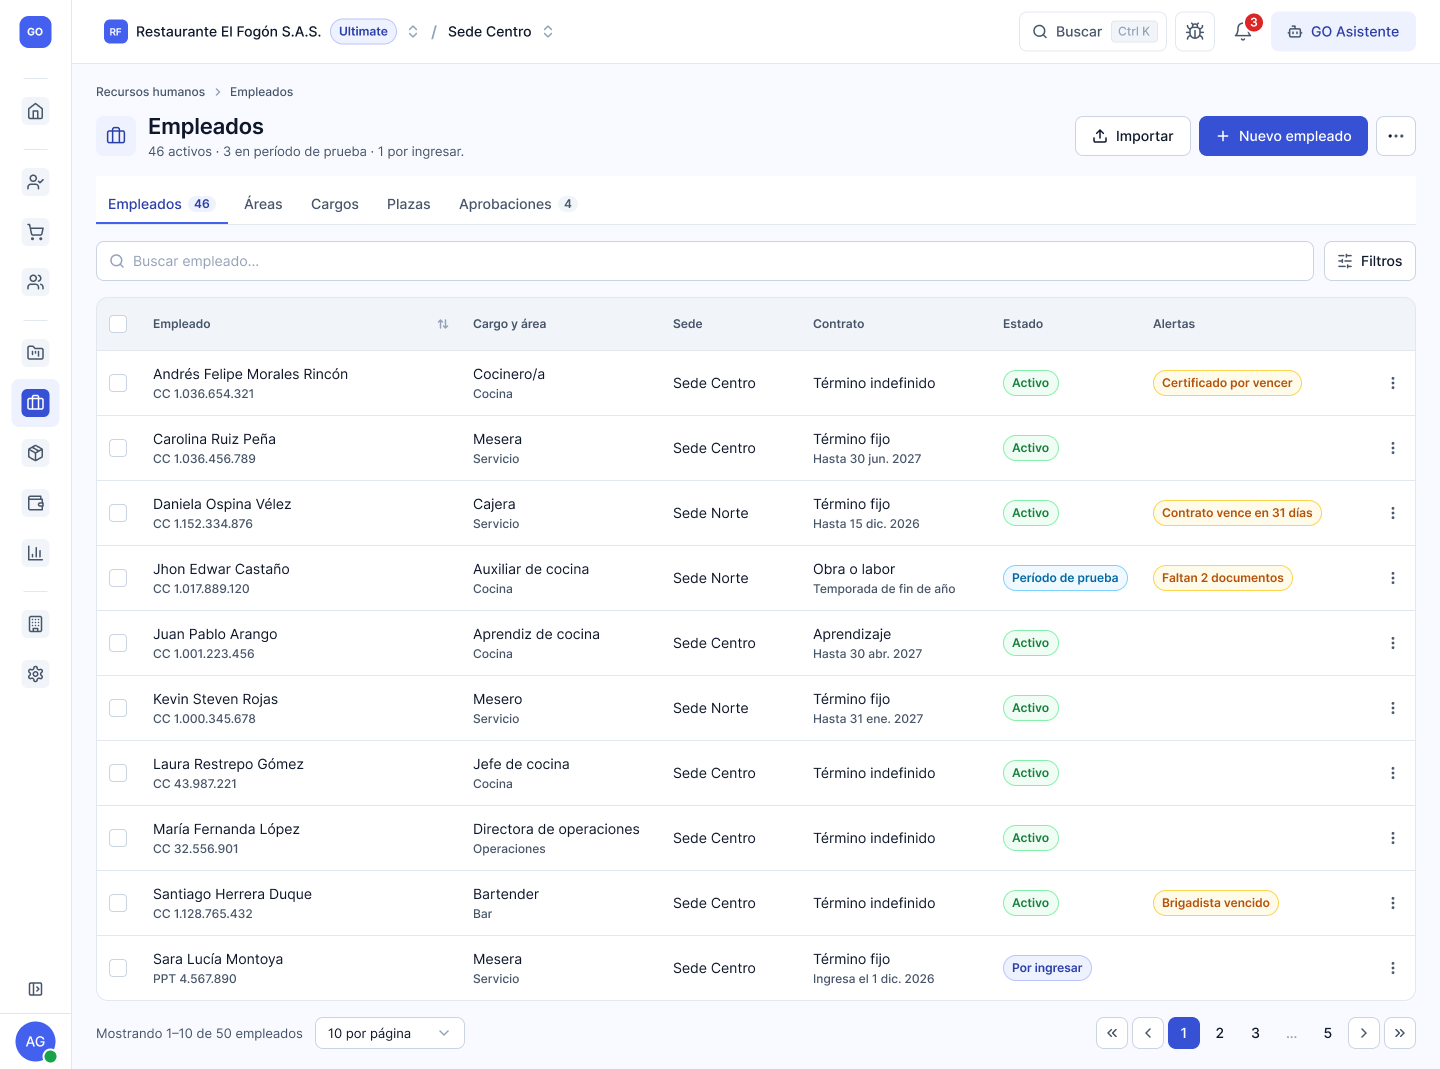 GO
RF Restaurante El Fogón S.A.S. Ultimate / Sede Centro
Buscar Ctrl K
3
GO Asistente
Recursos humanos > Empleados
Empleados
46 activos · 3 en período de prueba · 1 por ingresar.
Importar
+ Nuevo empleado
Empleados 46 Áreas Cargos Plazas Aprobaciones 4
Buscar empleado...
Filtros
Empleado Cargo y área Sede Contrato Estado Alertas
Andrés Felipe Morales Rincón Cocinero/a Sede Centro Término indefinido Activo Certificado por vencer
CC 1.036.654.321 Cocina
Carolina Ruiz Peña Mesera Sede Centro Término fijo Activo
CC 1.036.456.789 Servicio Hasta 30 jun. 2027
Daniela Ospina Vélez Cajera Sede Norte Término fijo Activo Contrato vence en 31 días
CC 1.152.334.876 Servicio Hasta 15 dic. 2026
Jhon Edwar Castaño Auxiliar de cocina Sede Norte Obra o labor Período de prueba Faltan 2 documentos
CC 1.017.889.120 Cocina Temporada de fin de año
Juan Pablo Arango Aprendiz de cocina Sede Centro Aprendizaje Activo
CC 1.001.223.456 Cocina Hasta 30 abr. 2027
Kevin Steven Rojas Mesero Sede Norte Término fijo Activo
CC 1.000.345.678 Servicio Hasta 31 ene. 2027
Laura Restrepo Gómez Jefe de cocina Sede Centro Término indefinido Activo
CC 43.987.221 Cocina
María Fernanda López Directora de operaciones Sede Centro Término indefinido Activo
CC 32.556.901 Operaciones
Santiago Herrera Duque Bartender Sede Centro Término indefinido Activo Brigadista vencido
CC 1.128.765.432 Bar
Sara Lucía Montoya Mesera Sede Centro Término fijo Por ingresar
PPT 4.567.890 Servicio Ingresa el 1 dic. 2026
Mostrando 1–10 de 50 empleados 10 por página
« ‹ 1 2 3 ... 5 › »
AG